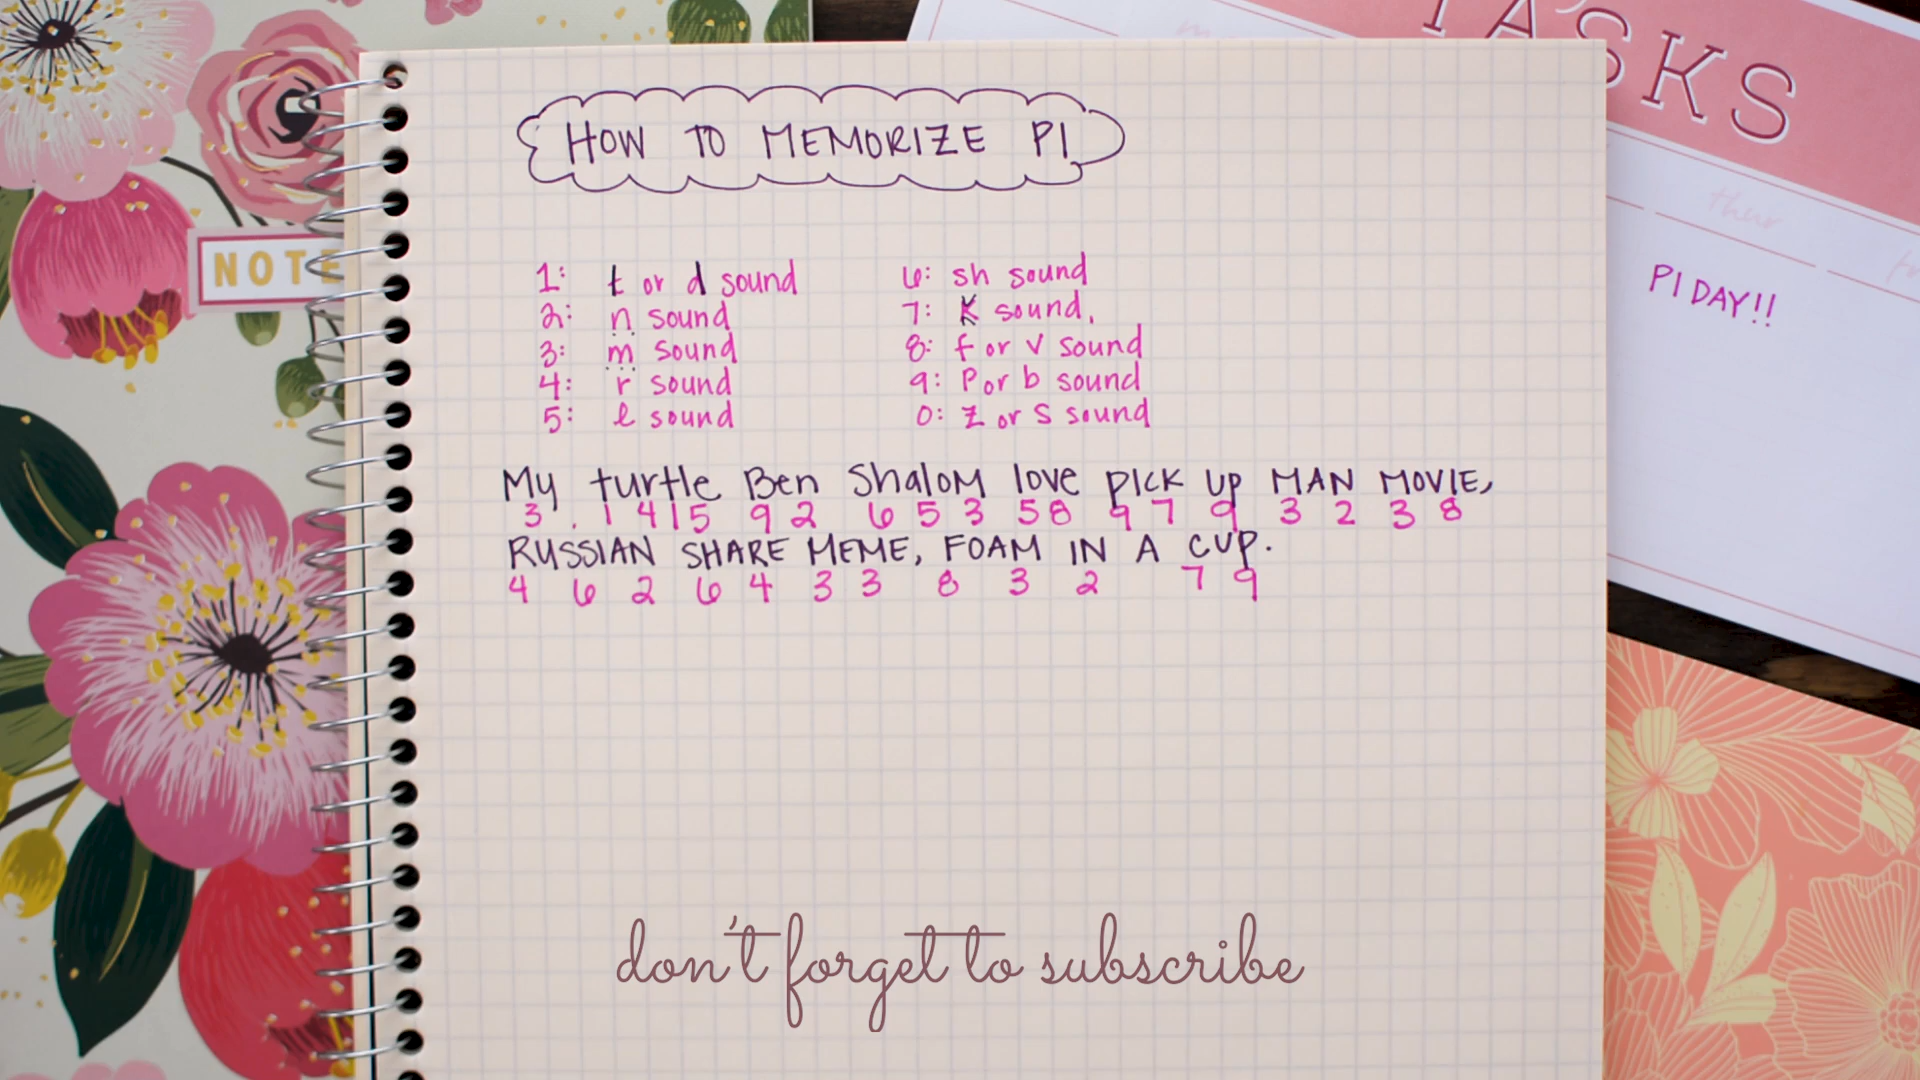 HOW TO MEMORIZE PI
1: t or d sound
2: n sound
3: m sound
4: r sound
5: l sound
6: sh sound
7: K sound.
8: f or v sound
9: P or b sound
0: Z or S sound
My turtle Ben Shalom love pick up MAN MOVIE,
3 . 1 4 1 5 9 2 6 5 3 5 8 9 7 9 3 2 3 8
RUSSIAN SHARE MEME, FOAM IN A CUP.
4 6 2 6 4 3 3 8 3 2 7 9
don't forget to subscribe
NOTE
TASKS
thur
PI DAY!!